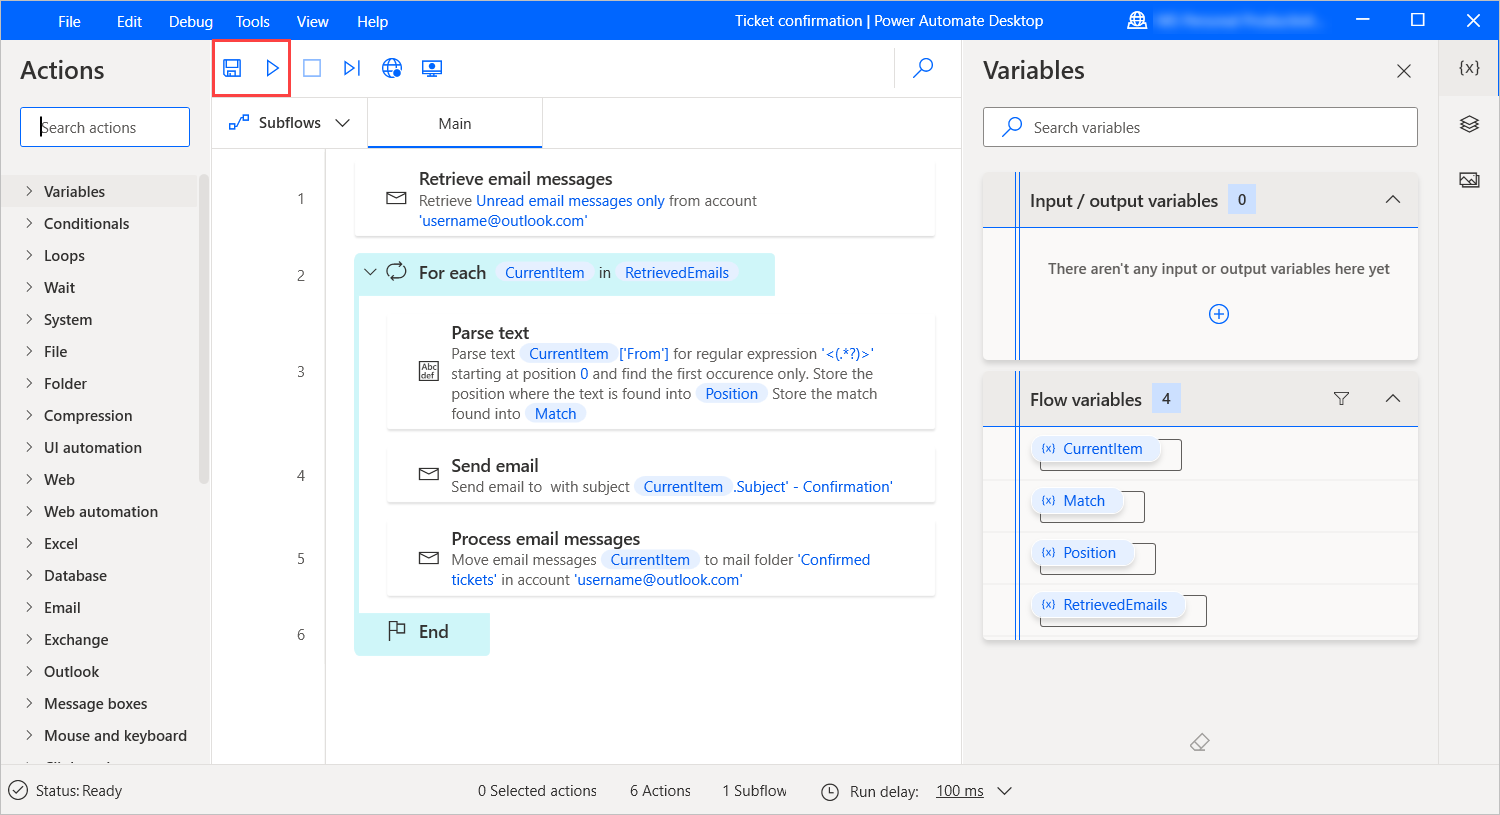 File Edit Debug Tools View Help
Ticket confirmation | Power Automate Desktop
Actions
Search actions
Variables
Conditionals
Loops
Wait
System
File
Folder
Compression
UI automation
Web
Web automation
Excel
Database
Email
Exchange
Outlook
Message boxes
Mouse and keyboard
Subflows
Main
1
Retrieve email messages
Retrieve Unread email messages only from account
'username@outlook.com'
2
For each CurrentItem in RetrievedEmails
3
Parse text
Abc
def
Parse text CurrentItem ['From'] for regular expression '<(.*?)>'
starting at position 0 and find the first occurence only. Store the
position where the text is found into Position Store the match
found into Match
4
Send email
Send email to with subject CurrentItem .Subject' - Confirmation'
5
Process email messages
Move email messages CurrentItem to mail folder 'Confirmed
tickets' in account 'username@outlook.com'
6
End
Variables
Search variables
Input / output variables 0
There aren't any input or output variables here yet
Flow variables 4
{x} CurrentItem
{x} Match
{x} Position
{x} RetrievedEmails
{x}
Status: Ready
0 Selected actions
6 Actions
1 Subflow
Run delay: 100 ms